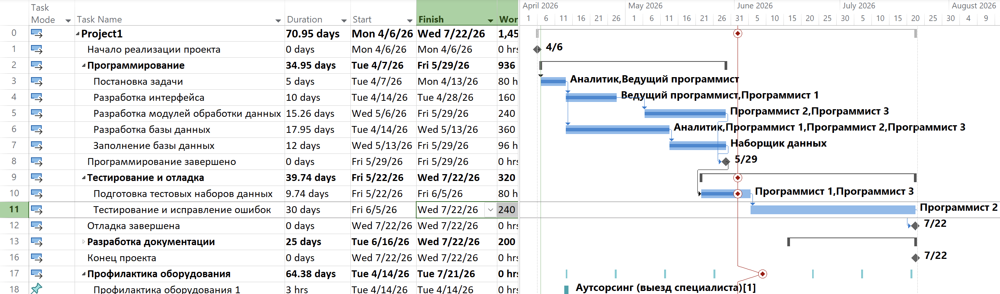 Task Mode Task Name Duration Start Finish Wor
April 2026 May 2026 June 2026 July 2026 August 2026
1 6 11 16 21 26 1 6 11 16 21 26 31 5 10 15 20 25 30 5 10 15 20 25 30 4 9
0 Project1 70.95 days Mon 4/6/26 Wed 7/22/26 1,45
1 Начало реализации проекта 0 days Mon 4/6/26 Mon 4/6/26 0 hrs 4/6
2 Программирование 34.95 days Tue 4/7/26 Fri 5/29/26 936
3 Постановка задачи 5 days Tue 4/7/26 Mon 4/13/26 80 h Аналитик,Ведущий программист
4 Разработка интерфейса 10 days Tue 4/14/26 Tue 4/28/26 160 Ведущий программист,Программист 1
5 Разработка модулей обработки данных 15.26 days Wed 5/6/26 Fri 5/29/26 240 Программист 2,Программист 3
6 Разработка базы данных 17.95 days Tue 4/14/26 Wed 5/13/26 360 Аналитик,Программист 1,Программист 2,Программист 3
7 Заполнение базы данных 12 days Wed 5/13/26 Fri 5/29/26 96 h Наборщик данных
8 Программирование завершено 0 days Fri 5/29/26 Fri 5/29/26 0 hrs 5/29
9 Тестирование и отладка 39.74 days Fri 5/22/26 Wed 7/22/26 320
10 Подготовка тестовых наборов данных 9.74 days Fri 5/22/26 Fri 6/5/26 80 h Программист 1,Программист 3
11 Тестирование и исправление ошибок 30 days Fri 6/5/26 Wed 7/22/26 240 Программист 2
12 Отладка завершена 0 days Wed 7/22/26 Wed 7/22/26 0 hrs 7/22
13 Разработка документации 25 days Tue 6/16/26 Wed 7/22/26 200
16 Конец проекта 0 days Wed 7/22/26 Wed 7/22/26 0 hrs 7/22
17 Профилактика оборудования 64.38 days Tue 4/14/26 Tue 7/21/26 0 hrs
18 Профилактика оборудования 1 3 hrs Tue 4/14/26 Tue 4/14/26 0 hrs Аутсорсинг (выезд специалиста)[1]